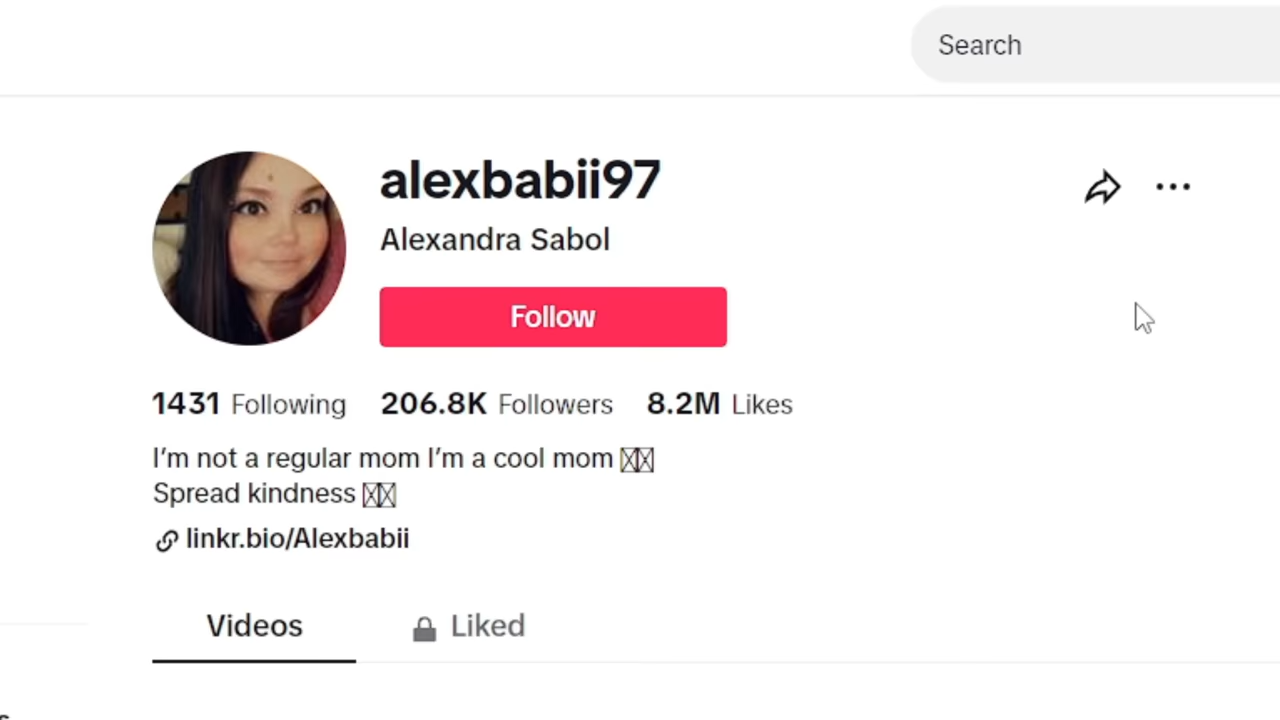 Search
alexbabii97
Alexandra Sabol
Follow
1431 Following 206.8K Followers 8.2M Likes
I'm not a regular mom I'm a cool mom
Spread kindness
linkr.bio/Alexbabii
Videos Liked